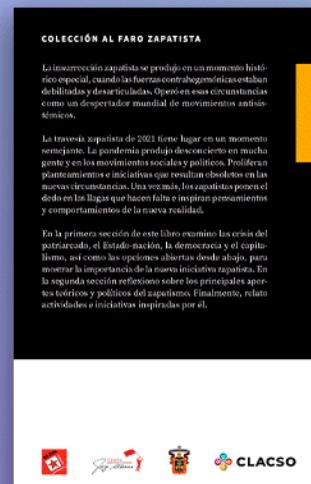 COLECCIÓN AL FARO ZAPATISTA
La insurrección zapatista se produjo en un momento histó-
rico especial, cuando las fuerzas contrahegemónicas estaban
debilitadas y desarticuladas. Operó en esas circunstancias
como un despertador mundial de movimientos antisis-
témicos.
La travesía zapatista de 2021 tiene lugar en un momento
semejante. La pandemia produjo desconcierto en mucha
gente y en los movimientos sociales y políticos. Proliferan
planteamientos e iniciativas que resultan obsoletos en las
nuevas circunstancias. Una vez más, los zapatistas ponen el
dedo en las llagas que hacen falta e inspiran pensamientos
y comportamientos de la nueva realidad.
En la primera sección de este libro examino las crisis del
patriarcado, el Estado-nación, la democracia y el capita-
lismo, así como las opciones abiertas desde abajo, para
mostrar la importancia de la nueva iniciativa zapatista. En
la segunda sección reflexiono sobre los principales apor-
tes teóricos y políticos del zapatismo. Finalmente, relato
actividades e iniciativas inspiradas por él.
CLACSO